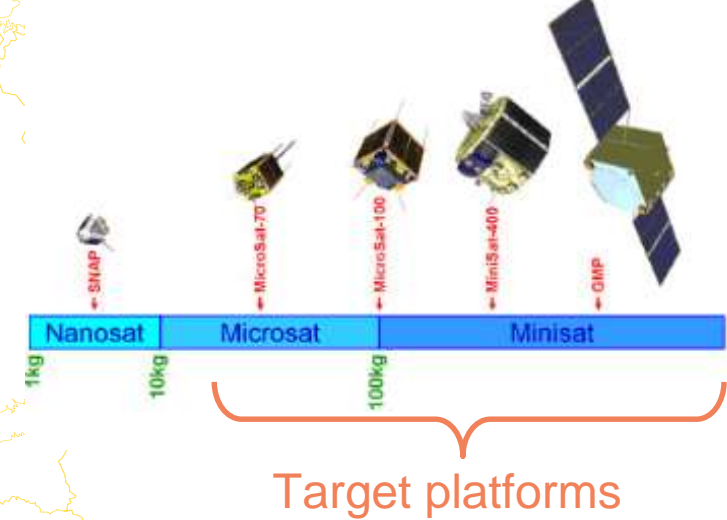 ← SNAP
← MicroSat-70
← MicroSat-100
← MiniSat-400
← GMP
Nanosat Microsat Minisat
1kg 10kg 100kg
Target platforms